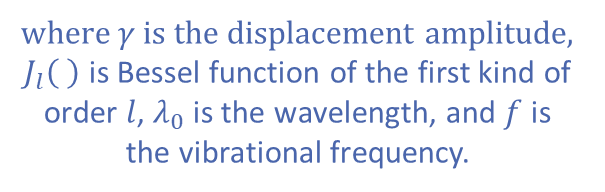 where γ is the displacement amplitude,
Jₗ( ) is Bessel function of the first kind of
order l, λ₀ is the wavelength, and f is
the vibrational frequency.